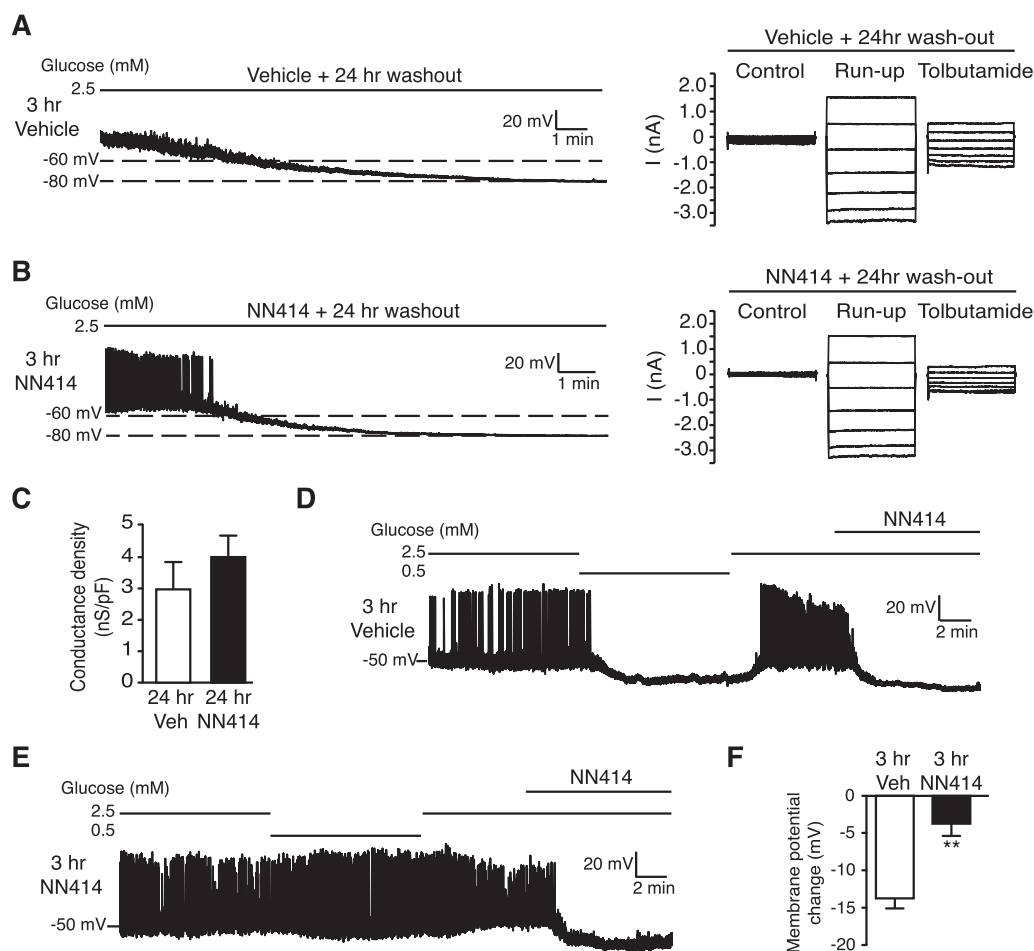 A
Glucose (mM)
2.5
Vehicle + 24 hr washout
3 hr
Vehicle
20 mV
1 min
-60 mV
-80 mV
Vehicle + 24hr wash-out
Control Run-up Tolbutamide
I (nA)
2.0
1.0
0
-1.0
-2.0
-3.0
B
Glucose (mM)
2.5
NN414 + 24 hr washout
3 hr
NN414
20 mV
1 min
-60 mV
-80 mV
NN414 + 24hr wash-out
Control Run-up Tolbutamide
I (nA)
2.0
1.0
0
-1.0
-2.0
-3.0
C
Conductance density
(nS/pF)
5
4
3
2
1
0
24 hr 24 hr
Veh NN414
D
NN414
Glucose (mM)
2.5
0.5
3 hr
Vehicle
20 mV
2 min
-50 mV
E
NN414
Glucose (mM)
2.5
0.5
3 hr
NN414
20 mV
2 min
-50 mV
F
3 hr 3 hr
Veh NN414
Membrane potential
change (mV)
0
-5
-10
-15
-20
**